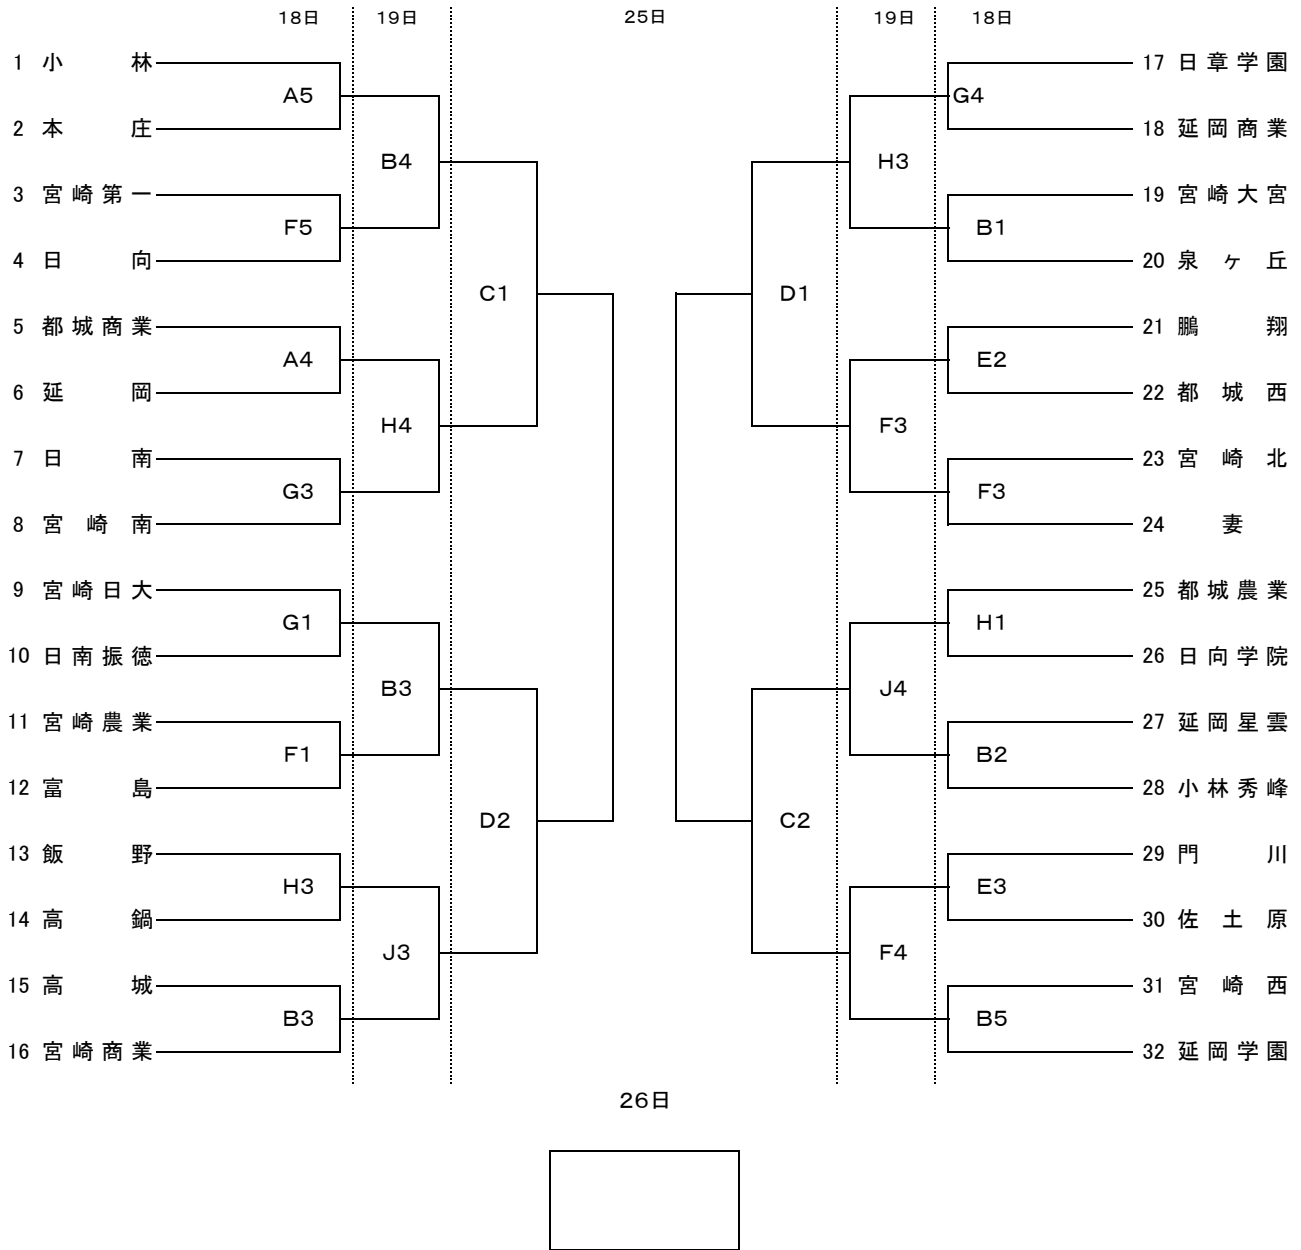 18日 19日 25日 19日 18日
1 小林 17 日章学園
A5 G4
2 本庄 18 延岡商業
B4 H3
3 宮崎第一 19 宮崎大宮
F5 B1
4 日向 20 泉ヶ丘
C1 D1
5 都城商業 21 鵬翔
A4 E2
6 延岡 22 都城西
H4 F3
7 日南 23 宮崎北
G3 F3
8 宮崎南 24 妻
9 宮崎日大 25 都城農業
G1 H1
10 日南振徳 26 日向学院
B3 J4
11 宮崎農業 27 延岡星雲
F1 B2
12 富島 28 小林秀峰
D2 C2
13 飯野 29 門川
H3 E3
14 高鍋 30 佐土原
J3 F4
15 高城 31 宮崎西
B3 B5
16 宮崎商業 32 延岡学園
26日